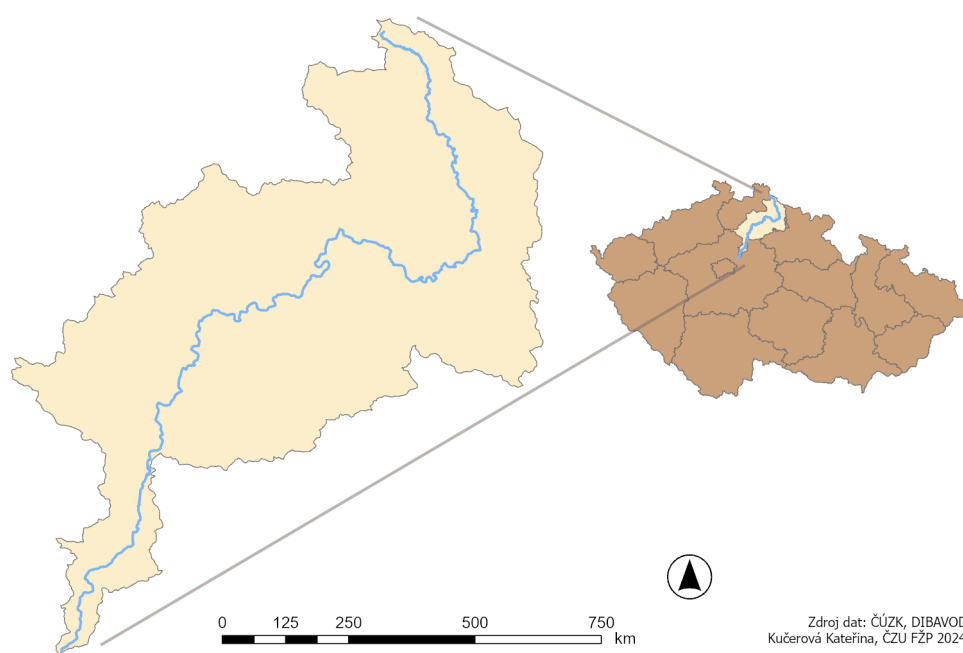 0 125 250 500 750
km
Zdroj dat: ČÚZK, DIBAVOD
Kučerová Kateřina, ČZU FŽP 2024